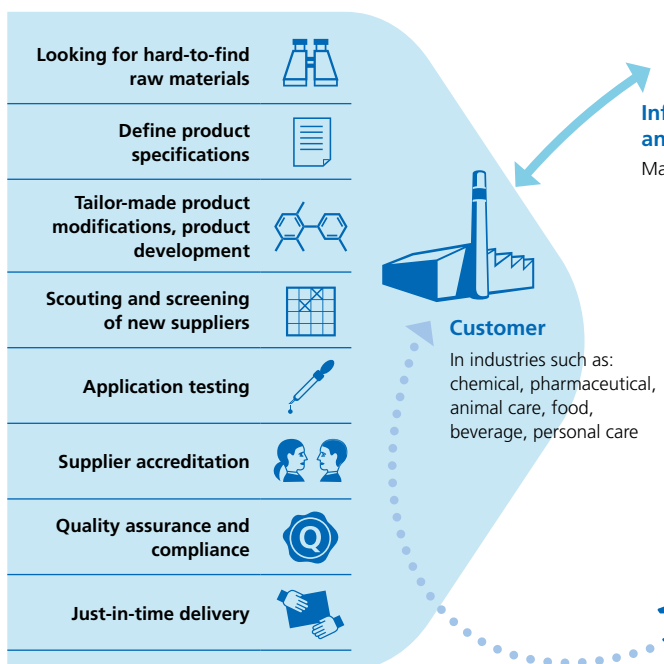 Looking for hard-to-find
raw materials
Define product
specifications
Tailor-made product
modifications, product
development
Scouting and screening
of new suppliers
Application testing
Supplier accreditation
Quality assurance and
compliance
Q
Just-in-time delivery
Customer
In industries such as:
chemical, pharmaceutical,
animal care, food,
beverage, personal care